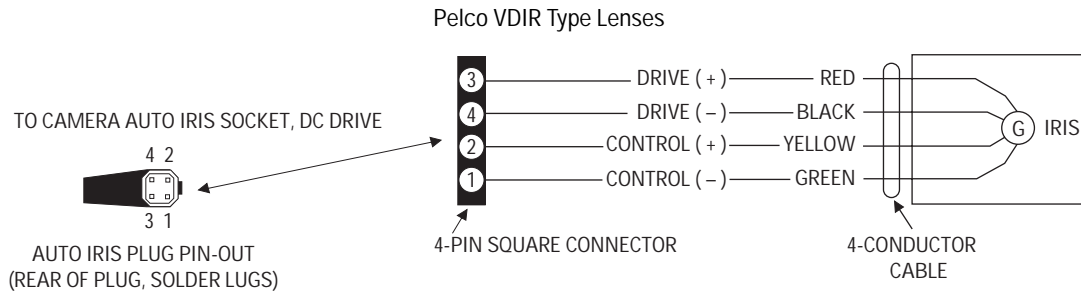 Pelco VDIR Type Lenses
TO CAMERA AUTO IRIS SOCKET, DC DRIVE
4 2
3 1
AUTO IRIS PLUG PIN-OUT
(REAR OF PLUG, SOLDER LUGS)
3 DRIVE (+) RED
4 DRIVE (–) BLACK
2 CONTROL (+) YELLOW
1 CONTROL (–) GREEN
G IRIS
4-PIN SQUARE CONNECTOR
4-CONDUCTOR
CABLE